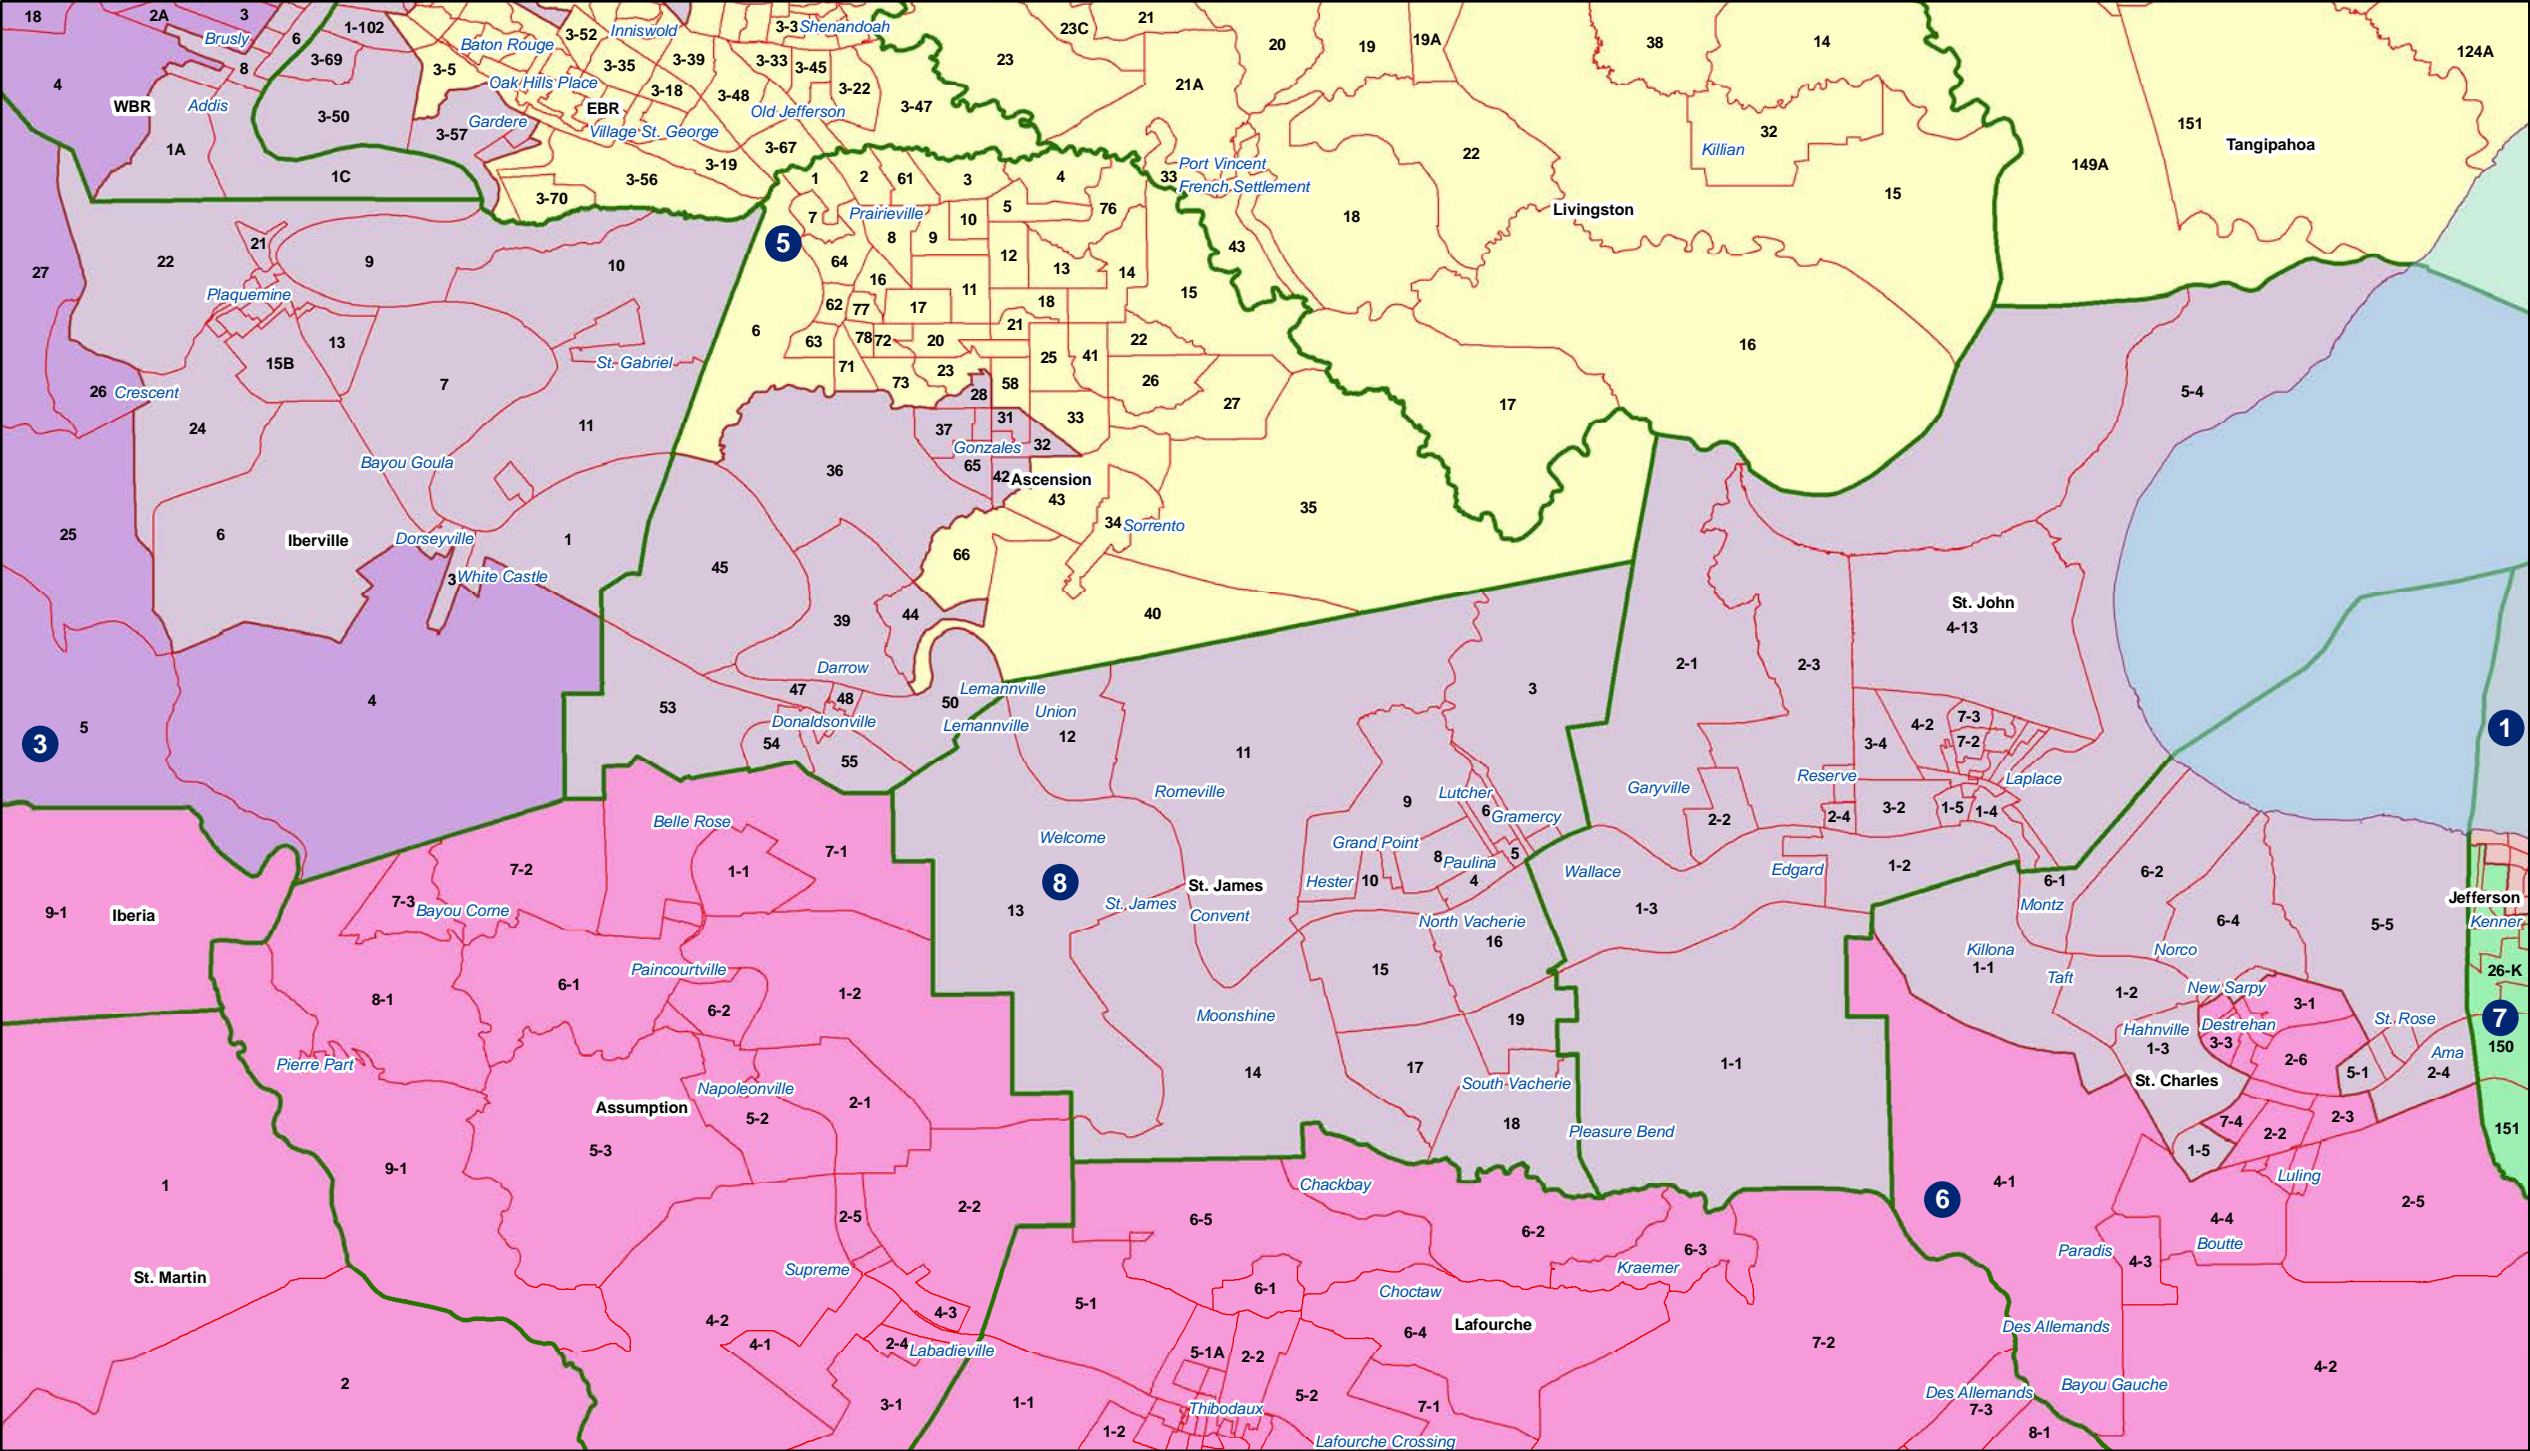 18
2A
3
Brusly
6
1-102
3-69
8
4
WBR
Addis
3-50
1A
1C
3-57
Gardere
3-5
Baton Rouge
3-52
Inniswold
3-3
Shenandoah
3-35
3-39
3-33
3-45
Oak Hills Place
3-18
3-48
3-22
EBR
Old Jefferson
3-47
Village St. George
3-67
3-19
3-56
3-70
23
23C
21
21A
20
19
19A
38
14
124A
151
Tangipahoa
149A
32
Killian
22
15
Port Vincent
33
French Settlement
18
Livingston
43
16
17
27
22
21
9
10
Plaquemine
13
15B
7
St. Gabriel
26
Crescent
24
11
Bayou Goula
25
6
Iberville
Dorseyville
1
3
White Castle
4
5
3
5
1
2
61
3
4
7
Prairieville
10
5
76
8
9
64
12
13
14
16
11
15
62
77
17
18
6
63
78
72
20
21
22
71
25
41
73
23
58
26
28
27
37
31
33
Gonzales
32
36
65
42
Ascension
43
35
34
Sorrento
66
45
40
39
44
Darrow
47
48
50
53
Donaldsonville
54
55
Lemannville
Lemannville
Union
12
11
3
Romeville
Welcome
8
13
St. James
St. James
Convent
9
Lutcher
6
Gramercy
Grand Point
8
Paulina
5
Hester
10
4
North Vacherie
16
15
Moonshine
14
19
17
South Vacherie
18
5-4
St. John
4-13
2-1
2-3
4-2
7-3
7-2
3-4
Reserve
Laplace
Garyville
2-2
2-4
3-2
1-5
1-4
Wallace
Edgard
1-2
1-3
1-1
Pleasure Bend
1
6-1
Montz
6-2
6-4
5-5
Jefferson
Kenner
Killona
1-1
Norco
Taft
26-K
1-2
New Sarpy
3-1
7
Hahnville
Destrehan
St. Rose
1-3
3-3
150
2-6
Ama
St. Charles
5-1
2-4
7-4
2-3
2-2
151
1-5
Luling
4-1
6
2-5
4-4
Boutte
Paradis
4-3
Des Allemands
4-2
Bayou Gauche
Des Allemands
7-3
8-1
9-1
Iberia
7-2
Belle Rose
7-1
1-1
7-3
Bayou Corne
Paincourtville
6-1
1-2
8-1
6-2
Pierre Part
Napoleonville
Assumption
5-2
2-1
5-3
9-1
1
2-5
2-2
Supreme
St. Martin
4-3
4-2
4-1
2-4
Labadieville
2
3-1
Chackbay
6-5
6-2
6-3
Kraemer
6-1
Choctaw
5-1
Lafourche
6-4
7-2
5-1A
2-2
5-2
1-1
Thibodaux
7-1
1-2
Lafourche Crossing